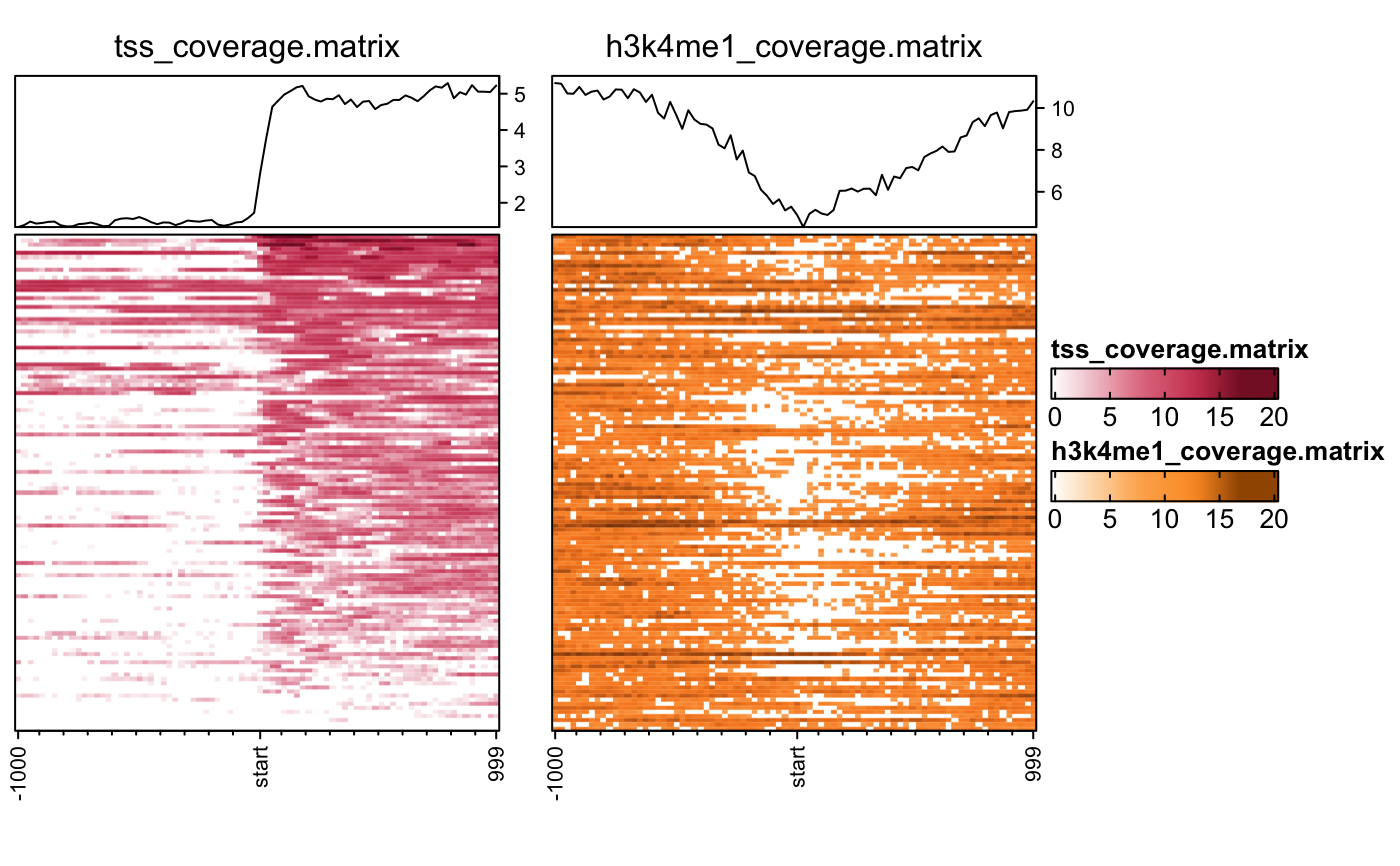 tss_coverage.matrix
h3k4me1_coverage.matrix
5
4
3
2
10
8
6
tss_coverage.matrix
0 5 10 15 20
h3k4me1_coverage.matrix
0 5 10 15 20
-1000 start 999
-1000 start 999